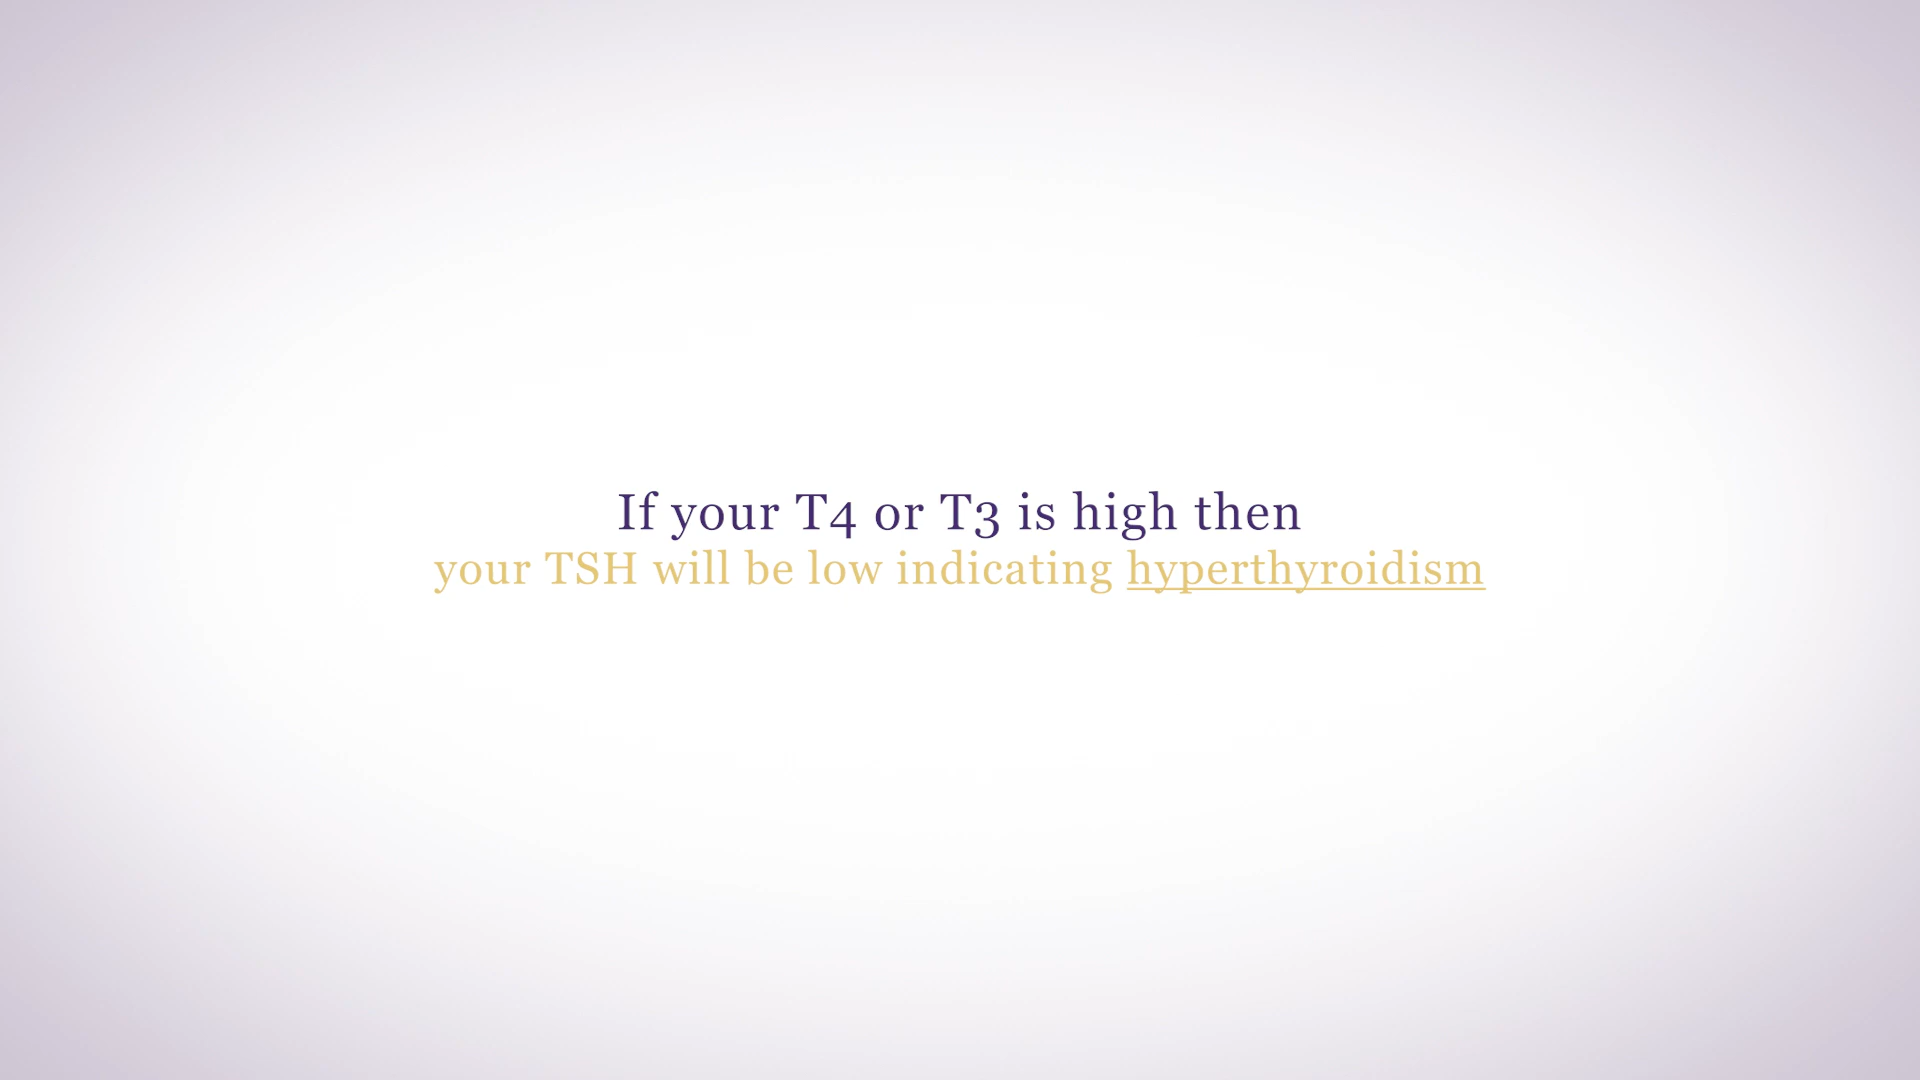 If your T4 or T3 is high then
your TSH will be low indicating hyperthyroidism